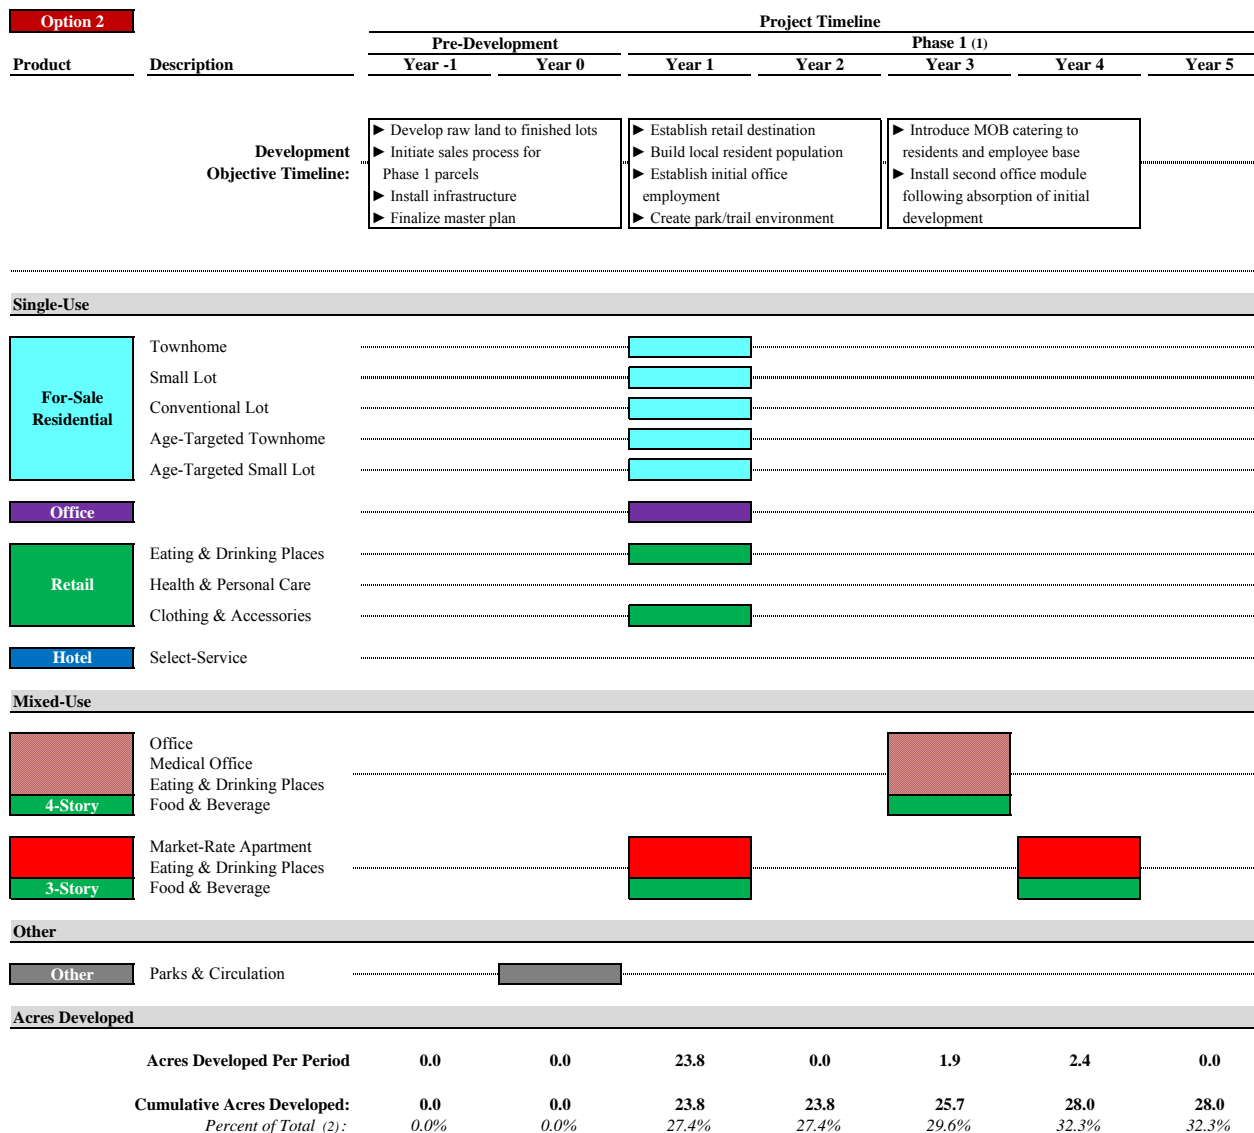 Option 2
Project Timeline
Pre-Development Phase 1 (1)
Product Description Year -1 Year 0 Year 1 Year 2 Year 3 Year 4 Year 5
Development
Objective Timeline:
► Develop raw land to finished lots
► Initiate sales process for
Phase 1 parcels
► Install infrastructure
► Finalize master plan
► Establish retail destination
► Build local resident population
► Establish initial office
employment
► Create park/trail environment
► Introduce MOB catering to
residents and employee base
► Install second office module
following absorption of initial
development
Single-Use
For-Sale
Residential
Townhome
Small Lot
Conventional Lot
Age-Targeted Townhome
Age-Targeted Small Lot
Office
Retail
Eating & Drinking Places
Health & Personal Care
Clothing & Accessories
Hotel Select-Service
Mixed-Use
Office
Medical Office
Eating & Drinking Places
4-Story Food & Beverage
Market-Rate Apartment
Eating & Drinking Places
3-Story Food & Beverage
Other
Other Parks & Circulation
Acres Developed
Acres Developed Per Period 0.0 0.0 23.8 0.0 1.9 2.4 0.0
Cumulative Acres Developed: 0.0 0.0 23.8 23.8 25.7 28.0 28.0
Percent of Total (2): 0.0% 0.0% 27.4% 27.4% 29.6% 32.3% 32.3%